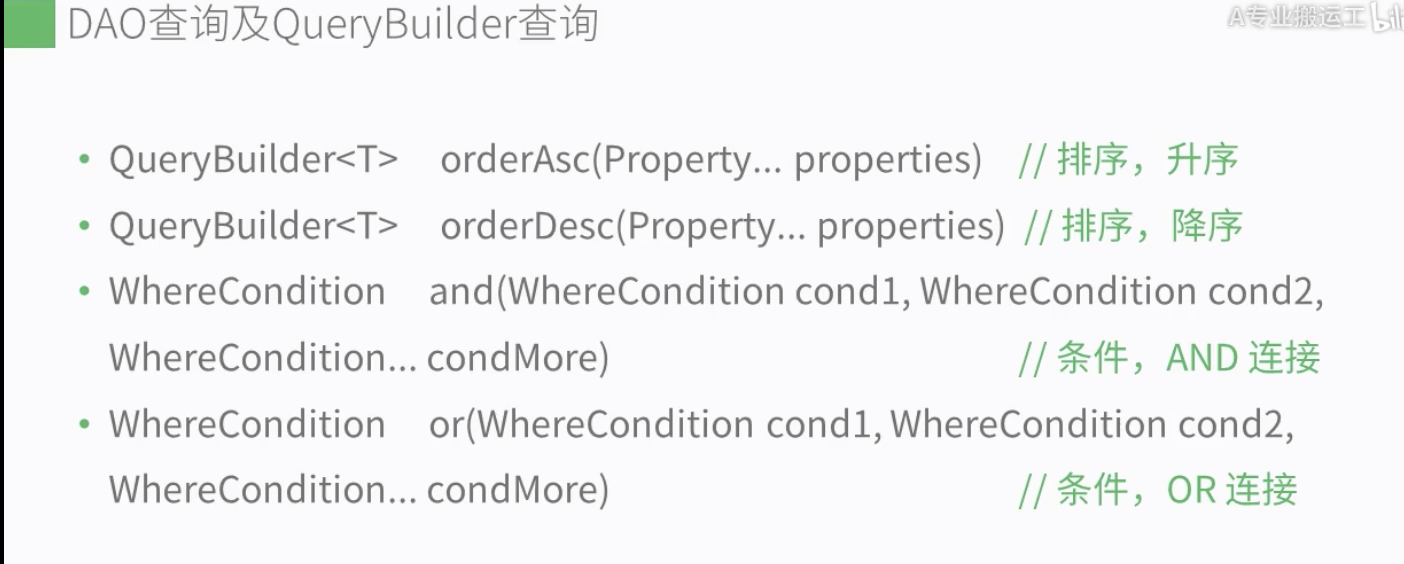 DAO查询及QueryBuilder查询
A专业搬运工
• QueryBuilder<T> orderAsc(Property... properties) // 排序，升序
• QueryBuilder<T> orderDesc(Property... properties) // 排序，降序
• WhereCondition and(WhereCondition cond1, WhereCondition cond2,
WhereCondition... condMore) // 条件，AND 连接
• WhereCondition or(WhereCondition cond1, WhereCondition cond2,
WhereCondition... condMore) // 条件，OR 连接